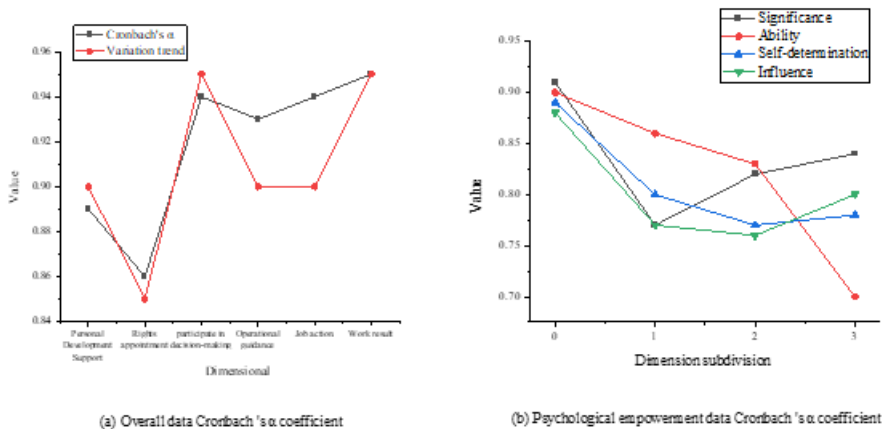 Cronbach's α
Variation trend
0.96
0.94
0.92
0.90
0.88
0.86
0.84
Value
Personal Development Support
Rights appointment
participate in decision-making
Operational guidance
Job action
Work result
Dimensional
(a) Overall data Cronbach 's α coefficient
Significance
Ability
Self-determination
Influence
0.95
0.90
0.85
0.80
0.75
0.70
Value
0
1
2
3
Dimension subdivision
(b) Psychological empowerment data Cronbach 's α coefficient